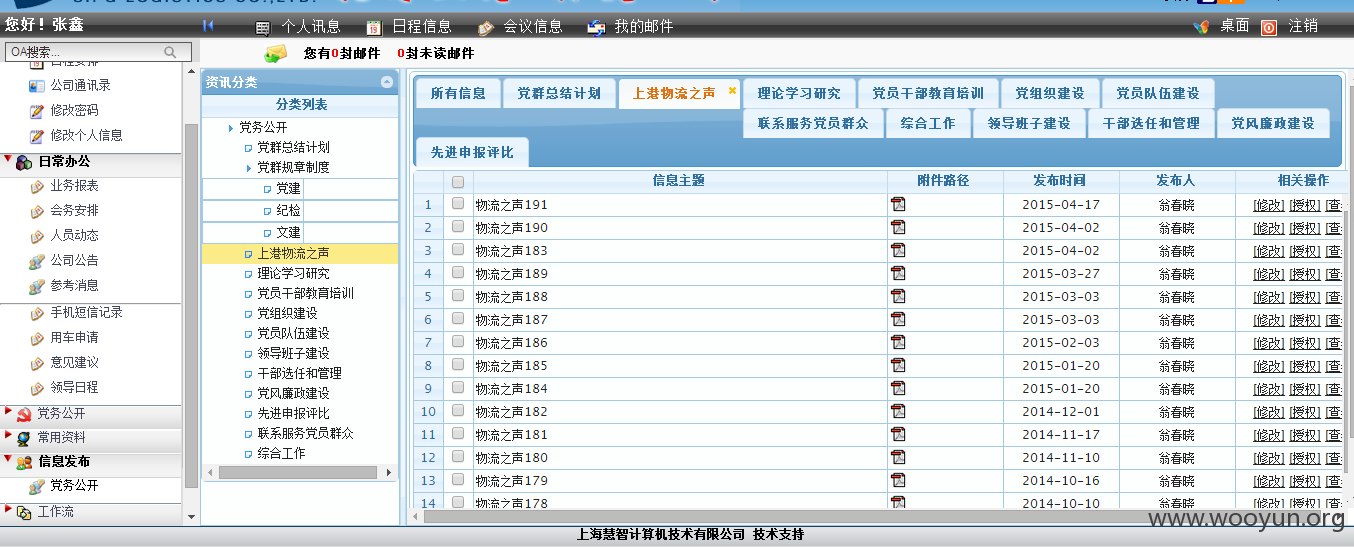 您好！张鑫
个人讯息 日程信息 会议信息 我的邮件
桌面 注销
OA搜索...
您有0封邮件 0封未读邮件
日程安排
公司通讯录
修改密码
修改个人信息
日常办公
业务报表
会务安排
人员动态
公司公告
参考消息
手机短信记录
用车申请
意见建议
领导日程
党务公开
常用资料
信息发布
党务公开
工作流
资讯分类
分类列表
党务公开
党群总结计划
党群规章制度
党建
纪检
文建
上港物流之声
理论学习研究
党员干部教育培训
党组织建设
党员队伍建设
领导班子建设
干部选任和管理
党风廉政建设
先进申报评比
联系服务党员群众
综合工作
所有信息 党群总结计划 上港物流之声 理论学习研究 党员干部教育培训 党组织建设 党员队伍建设
联系服务党员群众 综合工作 领导班子建设 干部选任和管理 党风廉政建设
先进申报评比
信息主题 附件路径 发布时间 发布人 相关操作
1 物流之声191 2015-04-17 翁春晓 [修改] [授权] [查
2 物流之声190 2015-04-02 翁春晓 [修改] [授权] [查
3 物流之声183 2015-04-02 翁春晓 [修改] [授权] [查
4 物流之声189 2015-03-27 翁春晓 [修改] [授权] [查
5 物流之声188 2015-03-03 翁春晓 [修改] [授权] [查
6 物流之声187 2015-03-03 翁春晓 [修改] [授权] [查
7 物流之声186 2015-02-03 翁春晓 [修改] [授权] [查
8 物流之声185 2015-01-20 翁春晓 [修改] [授权] [查
9 物流之声184 2015-01-20 翁春晓 [修改] [授权] [查
10 物流之声182 2014-12-01 翁春晓 [修改] [授权] [查
11 物流之声181 2014-11-17 翁春晓 [修改] [授权] [查
12 物流之声180 2014-11-10 翁春晓 [修改] [授权] [查
13 物流之声179 2014-10-16 翁春晓 [修改] [授权] [查
14 物流之声178 2014-10-10 翁春晓 [修改] [授权] [查
www.wooyun.org
上海慧智计算机技术有限公司 技术支持